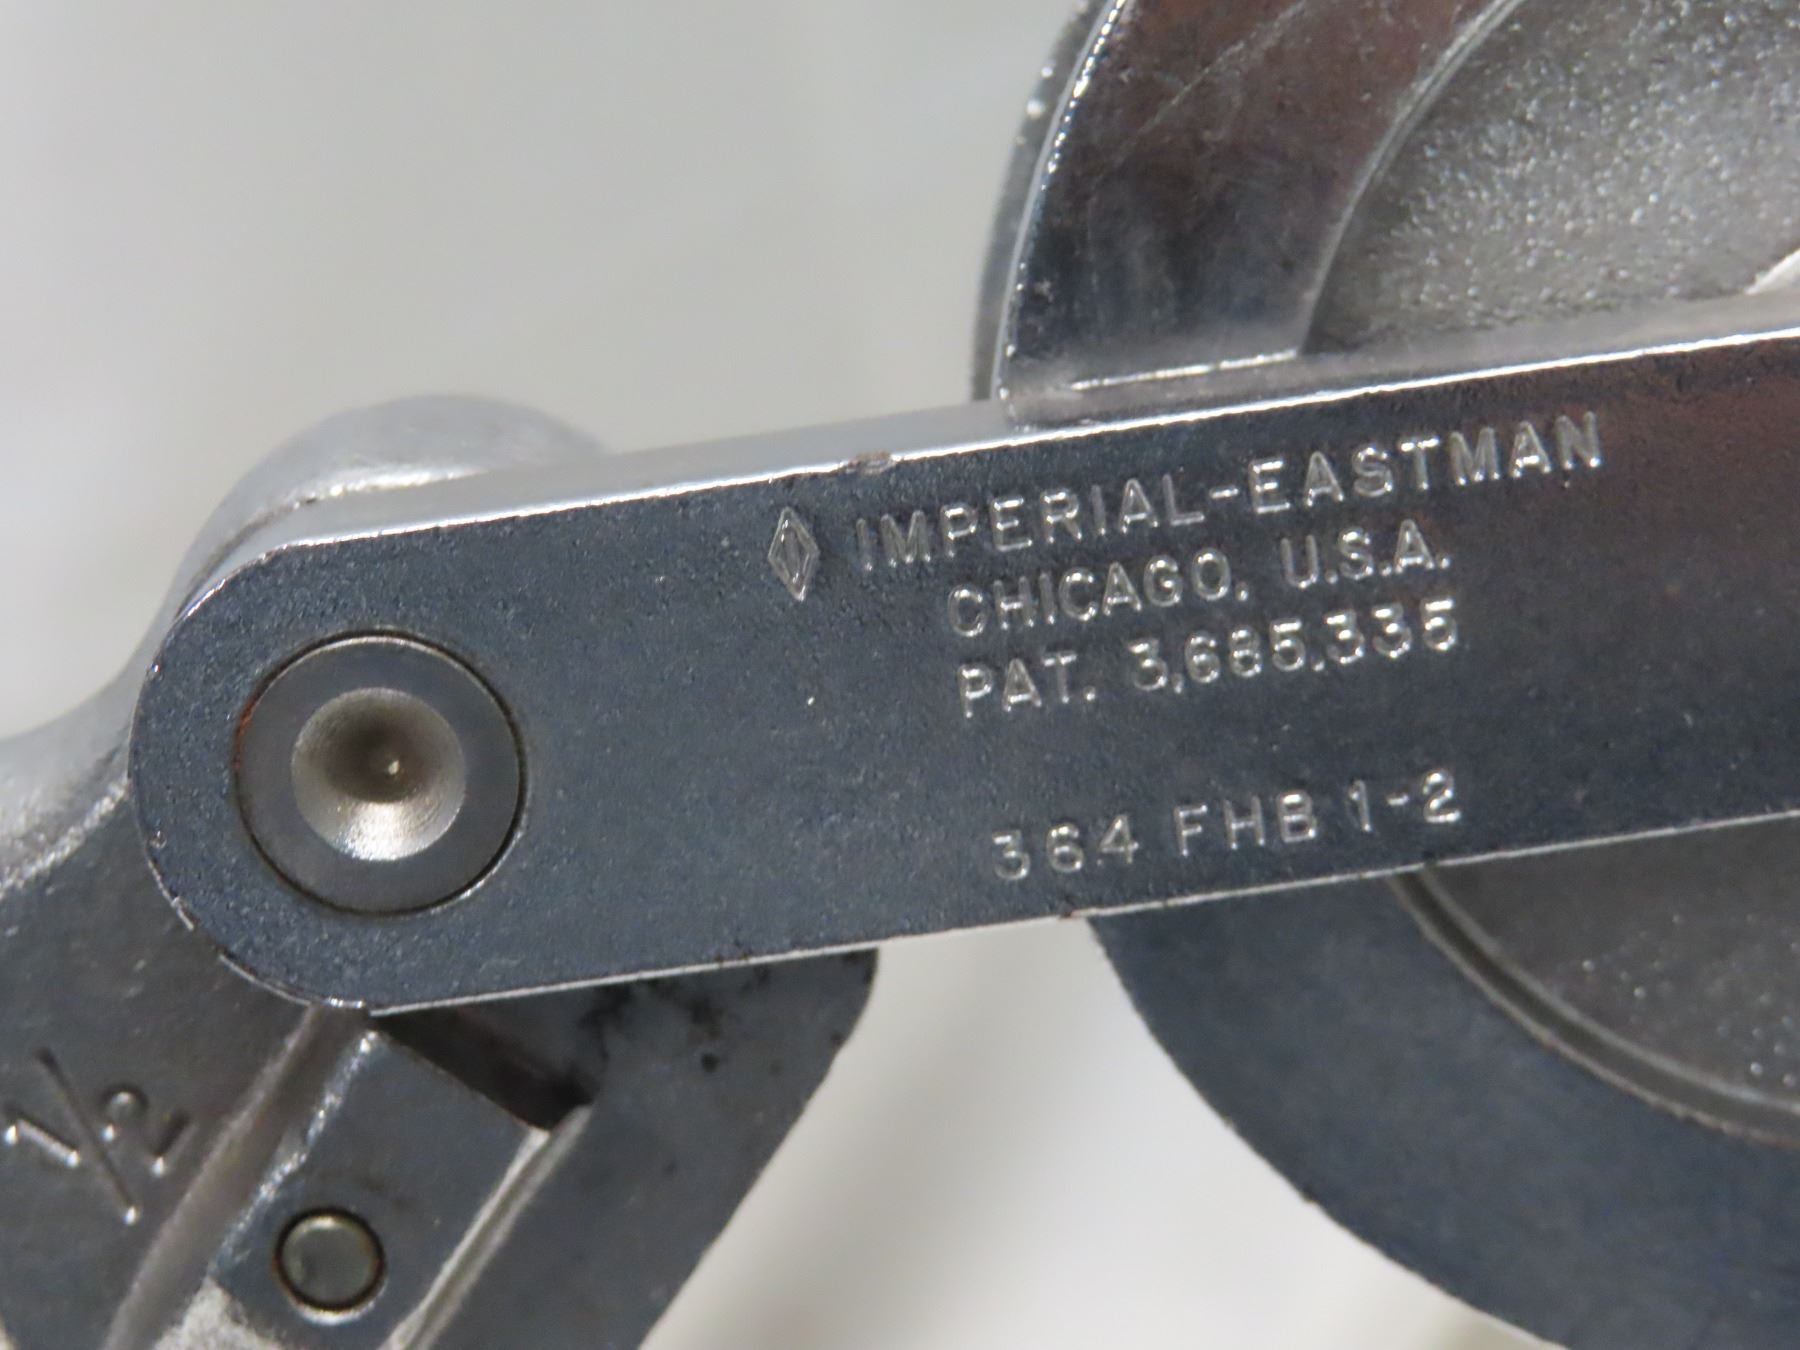 IMPERIAL-EASTMAN
CHICAGO, U.S.A.
PAT. 3,685,335
364 FHB 1-2
1/2